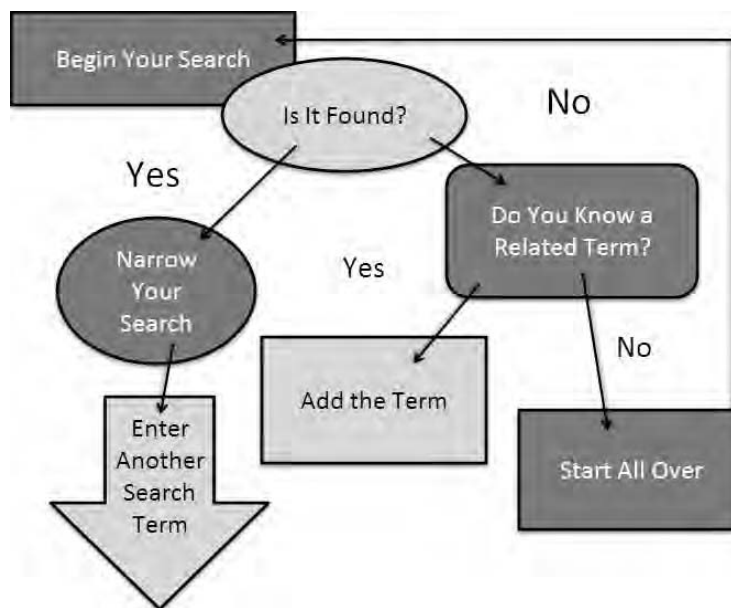 Begin Your Search
Is It Found?
No
Yes
Do You Know a
Related Term?
Narrow
Your
Search
Yes
No
Add the Term
Enter
Another
Search
Term
Start All Over